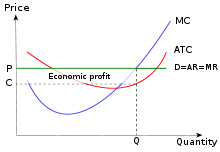 Price
MC
ATC
P
D=AR=MR
Economic profit
C
Q
Quantity